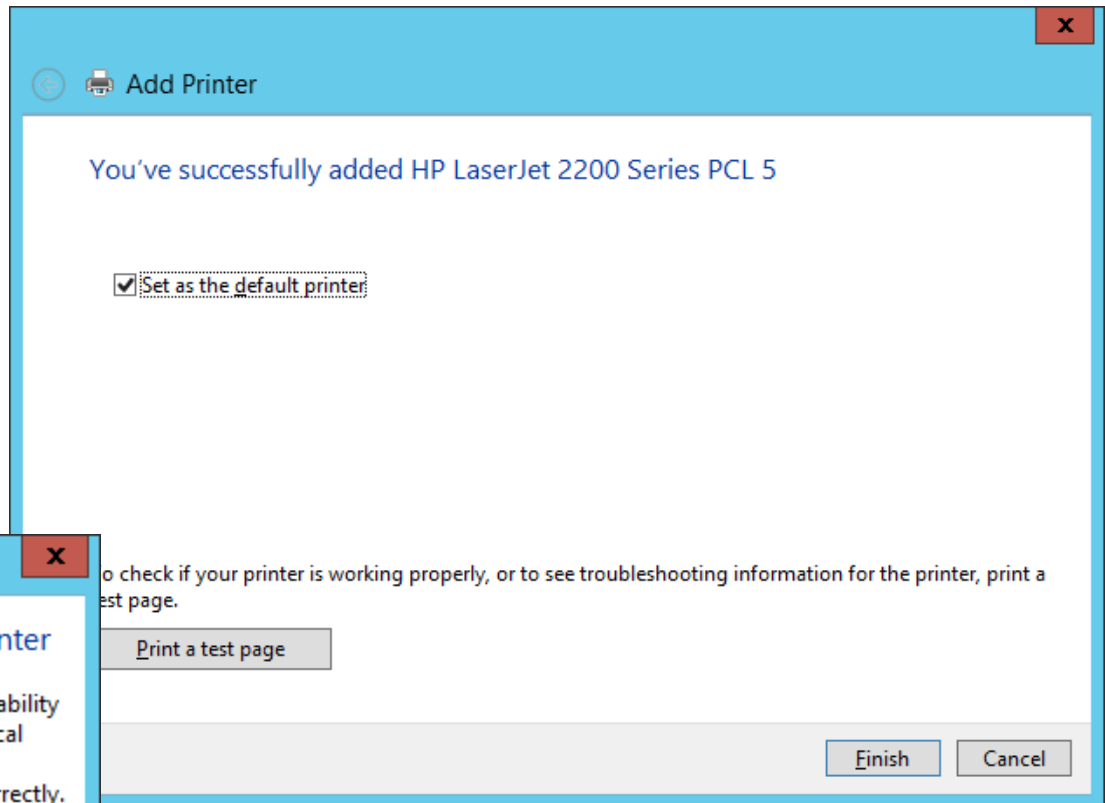 x
Add Printer
You've successfully added HP LaserJet 2200 Series PCL 5
Set as the default printer
o check if your printer is working properly, or to see troubleshooting information for the printer, print a
est page.
Print a test page
Finish Cancel
x
nter
ability
cal
rectly.